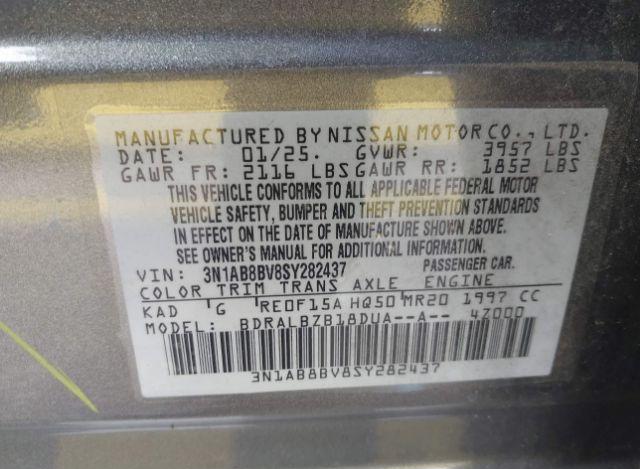 MANUFACTURED BY NISSAN MOTOR CO., LTD.
DATE: 01/25. GVWR: 3957 LBS
GAWR FR: 2116 LBS GAWR RR: 1852 LBS
THIS VEHICLE CONFORMS TO ALL APPLICABLE FEDERAL MOTOR
VEHICLE SAFETY, BUMPER AND THEFT PREVENTION STANDARDS
IN EFFECT ON THE DATE OF MANUFACTURE SHOWN ABOVE.
SEE OWNER'S MANUAL FOR ADDITIONAL INFORMATION.
VIN: 3N1AB8BV8SY282437 PASSENGER CAR.
COLOR TRIM TRANS AXLE ENGINE
KAD G RE0F15A HQ50 MR20 1997 CC
MODEL: BDRALBZB18DUA--A-- 4Z000
3N1AB8BV8SY282437